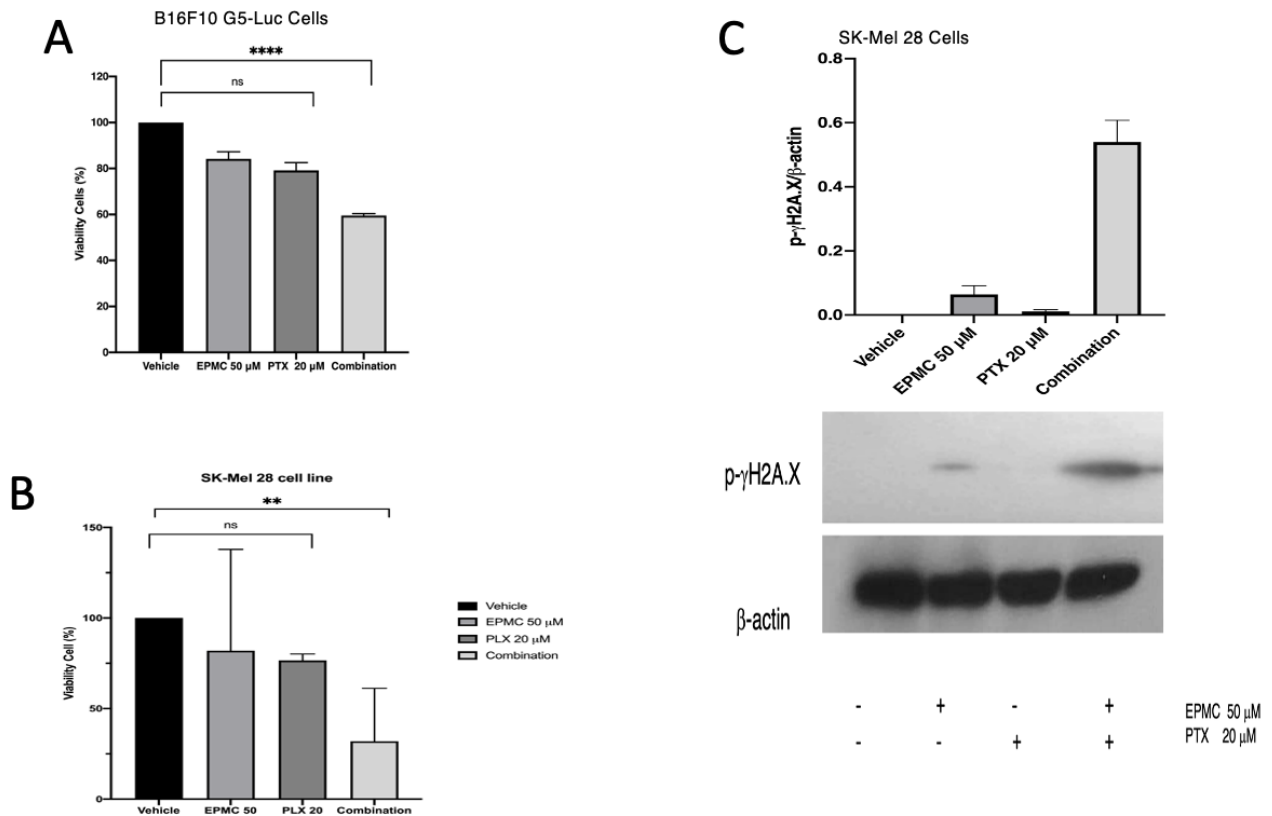 A
B16F10 G5-Luc Cells
****
ns
120
100
80
60
40
20
0
Viability Cells (%)
Vehicle EPMC 50 µM PTX 20 µM Combination
B
SK-Mel 28 cell line
**
ns
150
100
50
0
Viability Cell (%)
Vehicle EPMC 50 PLX 20 Combination
Vehicle
EPMC 50 µM
PLX 20 µM
Combination
C
SK-Mel 28 Cells
0.8
0.6
0.4
0.2
0.0
p-γH2A.X/β-actin
Vehicle
EPMC 50 µM
PTX 20 µM
Combination
p-γH2A.X
β-actin
- + - + EPMC 50 µM
- - + + PTX 20 µM